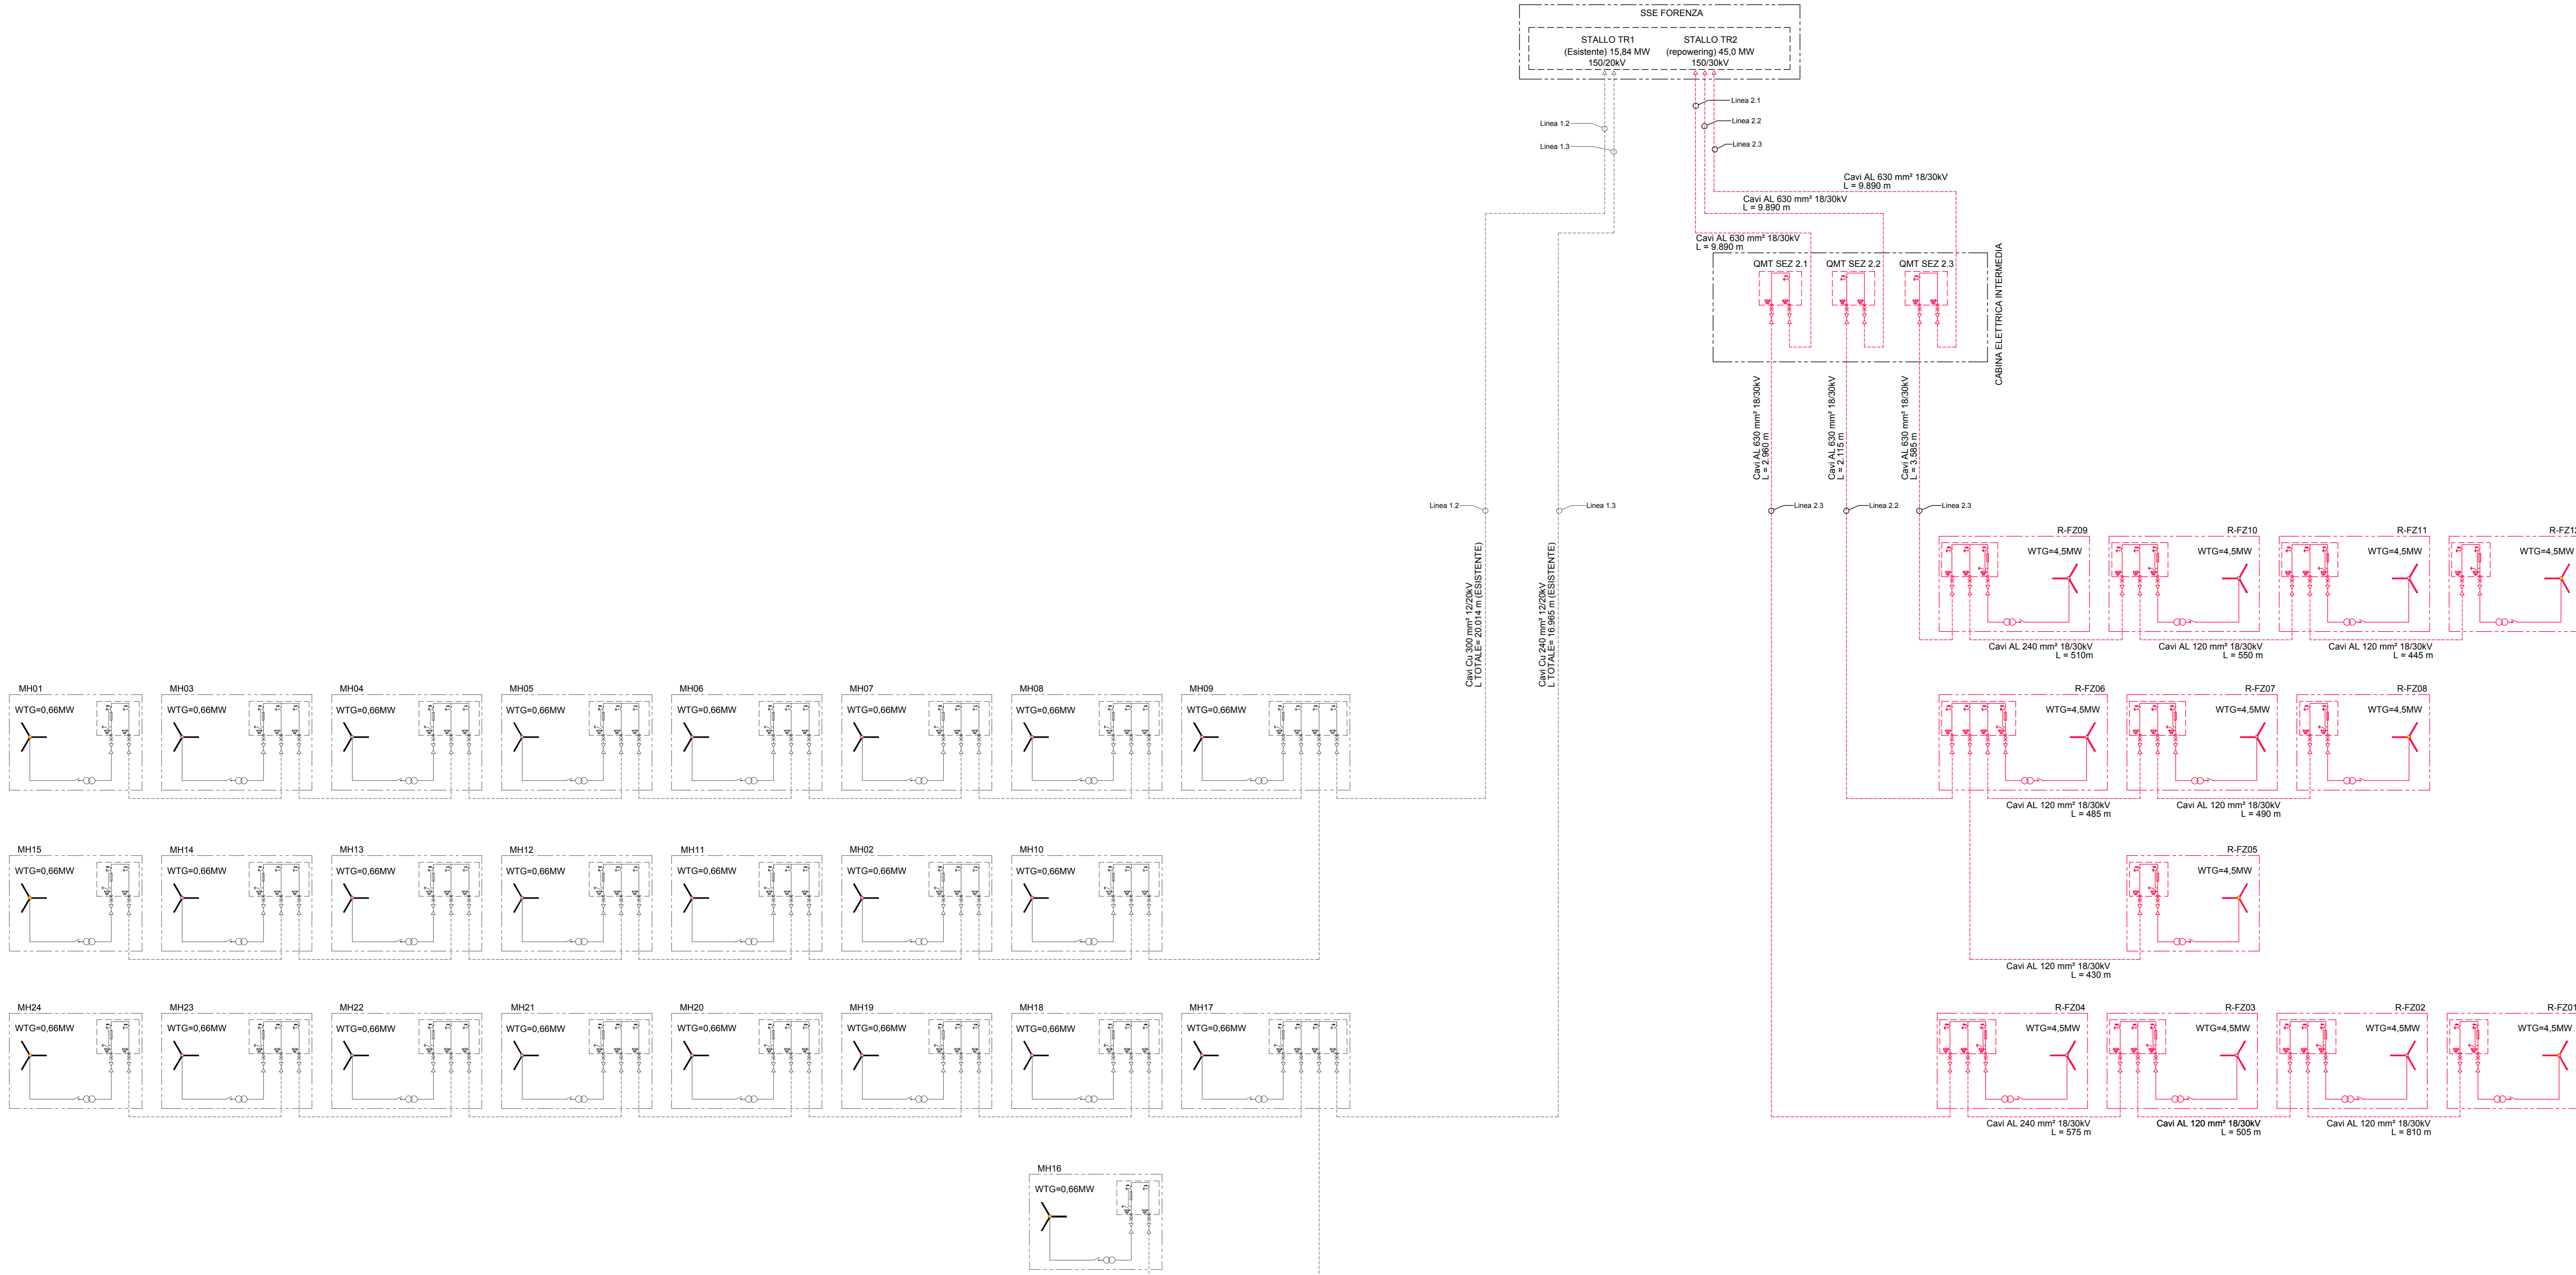 SSE FORENZA
STALLO TR1
(Esistente) 15,84 MW
150/20kV
STALLO TR2
(repowering) 45,0 MW
150/30kV
Linea 2.1
Linea 1.2
Linea 2.2
Linea 1.3
Linea 2.3
Cavi AL 630 mm² 18/30kV
L = 9.890 m
Cavi AL 630 mm² 18/30kV
L = 9.890 m
Cavi AL 630 mm² 18/30kV
L = 9.890 m
QMT SEZ 2.1
QMT SEZ 2.2
QMT SEZ 2.3
CABINA ELETTRICA INTERMEDIA
Cavi AL 630 mm² 18/30kV
L = 2.960 m
Cavi AL 630 mm² 18/30kV
L = 2.115 m
Cavi AL 630 mm² 18/30kV
L = 3.585 m
Linea 1.2
Linea 1.3
Linea 2.3
Linea 2.2
Linea 2.3
Cavi Cu 300 mm² 12/20kV
L TOTALE= 20.014 m (ESISTENTE)
Cavi Cu 240 mm² 12/20kV
L TOTALE= 16.965 m (ESISTENTE)
R-FZ09
WTG=4,5MW
R-FZ10
WTG=4,5MW
R-FZ11
WTG=4,5MW
WTG=4,5MW
Cavi AL 240 mm² 18/30kV
L = 510m
Cavi AL 120 mm² 18/30kV
L = 550 m
Cavi AL 120 mm² 18/30kV
L = 445 m
MH01
WTG=0,66MW
MH03
WTG=0,66MW
MH04
WTG=0,66MW
MH05
WTG=0,66MW
MH06
WTG=0,66MW
MH07
WTG=0,66MW
MH08
WTG=0,66MW
MH09
WTG=0,66MW
R-FZ06
WTG=4,5MW
R-FZ07
WTG=4,5MW
R-FZ08
WTG=4,5MW
Cavi AL 120 mm² 18/30kV
L = 485 m
Cavi AL 120 mm² 18/30kV
L = 490 m
MH15
WTG=0,66MW
MH14
WTG=0,66MW
MH13
WTG=0,66MW
MH12
WTG=0,66MW
MH11
WTG=0,66MW
MH02
WTG=0,66MW
MH10
WTG=0,66MW
R-FZ05
WTG=4,5MW
Cavi AL 120 mm² 18/30kV
L = 430 m
MH24
WTG=0,66MW
MH23
WTG=0,66MW
MH22
WTG=0,66MW
MH21
WTG=0,66MW
MH20
WTG=0,66MW
MH19
WTG=0,66MW
MH18
WTG=0,66MW
MH17
WTG=0,66MW
R-FZ04
WTG=4,5MW
R-FZ03
WTG=4,5MW
R-FZ02
WTG=4,5MW
R-FZ01
WTG=4,5MW
Cavi AL 240 mm² 18/30kV
L = 575 m
Cavi AL 120 mm² 18/30kV
L = 505 m
Cavi AL 120 mm² 18/30kV
L = 810 m
MH16
WTG=0,66MW